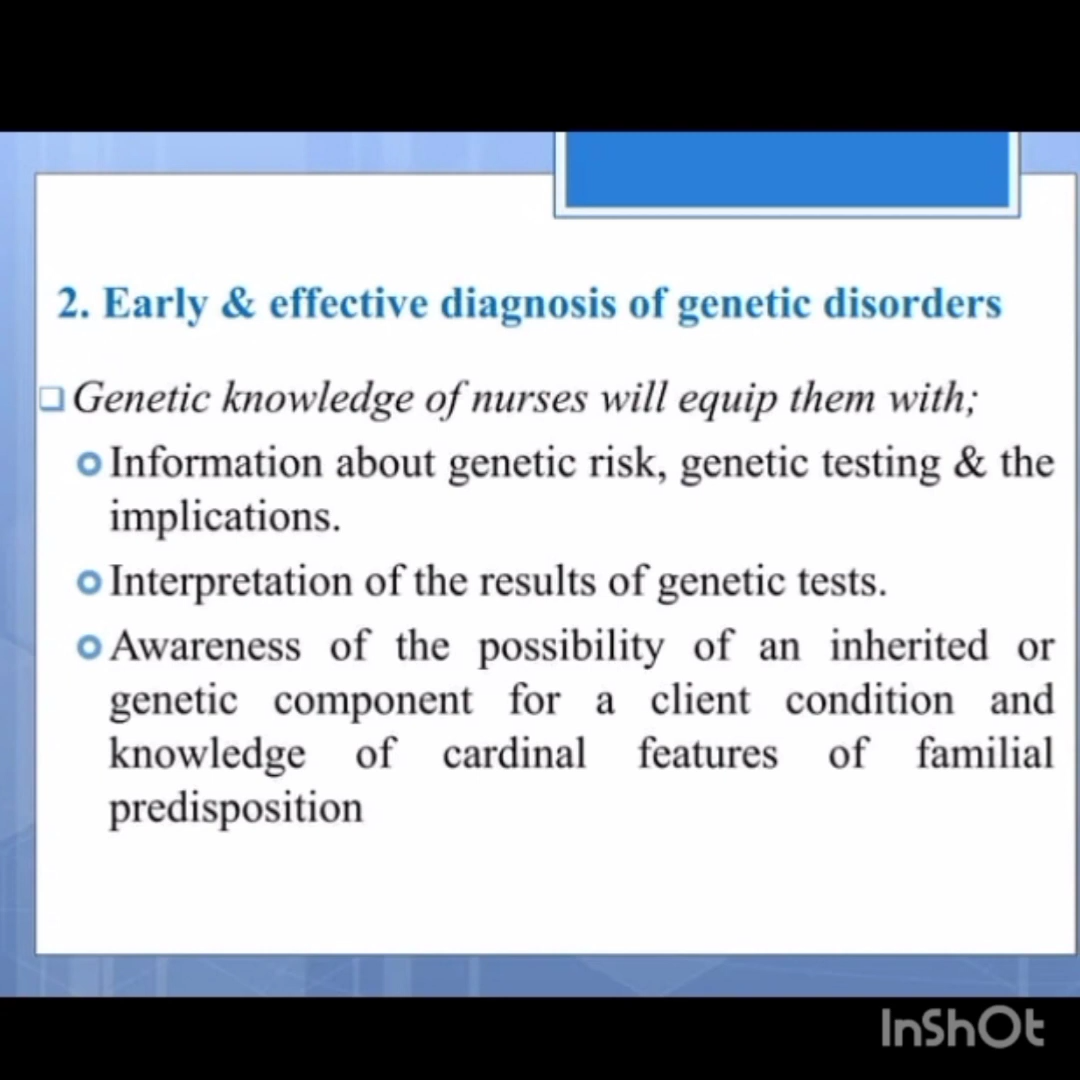 2. Early & effective diagnosis of genetic disorders
Genetic knowledge of nurses will equip them with;
Information about genetic risk, genetic testing & the
implications.
Interpretation of the results of genetic tests.
Awareness of the possibility of an inherited or
genetic component for a client condition and
knowledge of cardinal features of familial
predisposition
InShOt